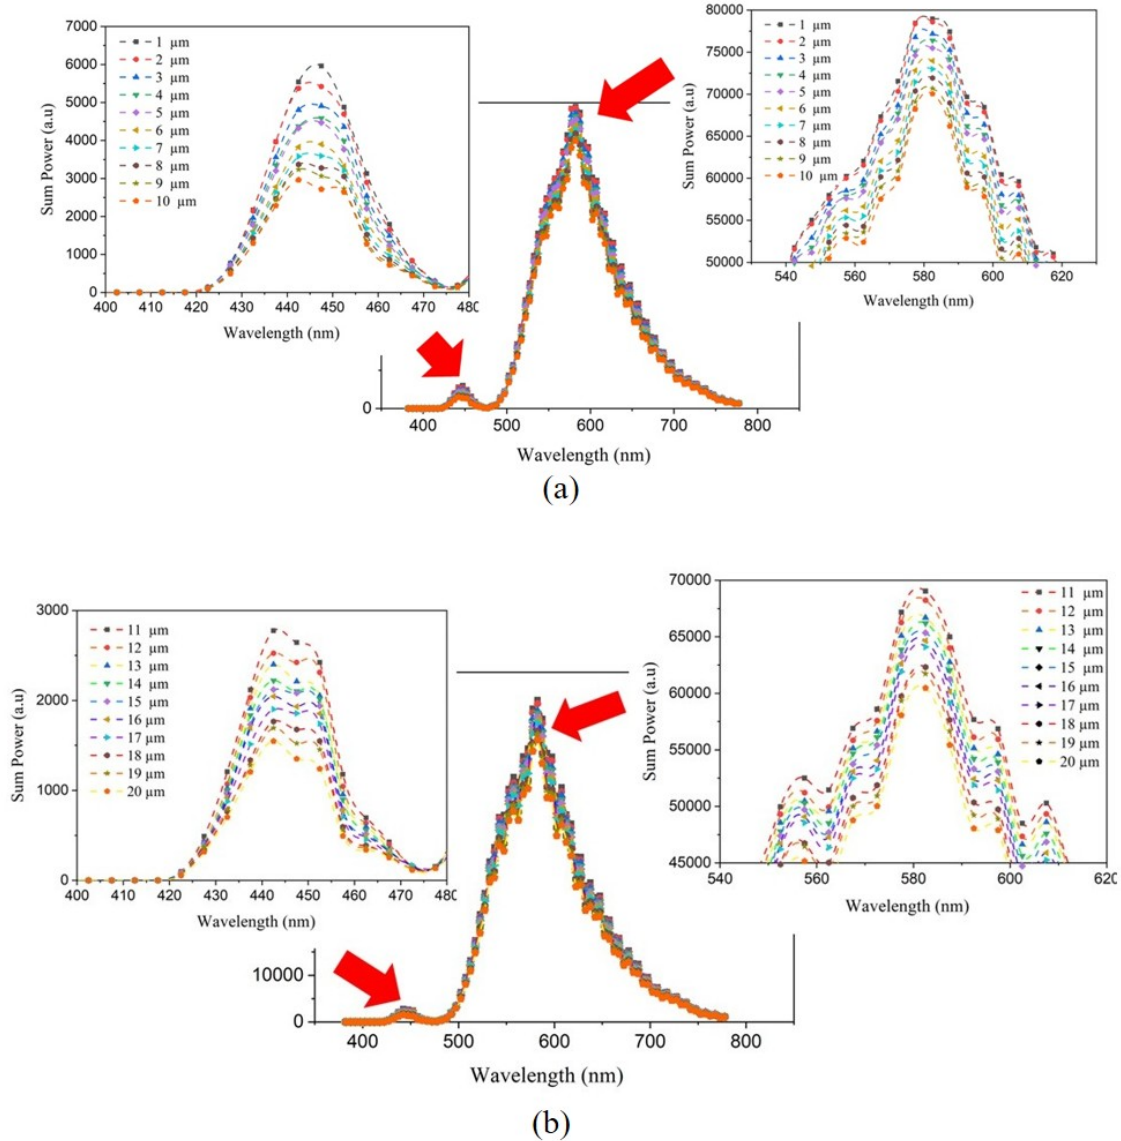 7000
6000
5000
4000
3000
2000
1000
0
Sum Power (a.u)
400 410 420 430 440 450 460 470 480
Wavelength (nm)
1 µm
2 µm
3 µm
4 µm
5 µm
6 µm
7 µm
8 µm
9 µm
10 µm
80000
75000
70000
65000
60000
55000
50000
Sum Power (a.u)
540 560 580 600 620
Wavelength (nm)
1 µm
2 µm
3 µm
4 µm
5 µm
6 µm
7 µm
8 µm
9 µm
10 µm
0
400 500 600 700 800
Wavelength (nm)
(a)
3000
2000
1000
0
Sum Power (a.u)
400 410 420 430 440 450 460 470 480
Wavelength (nm)
11 µm
12 µm
13 µm
14 µm
15 µm
16 µm
17 µm
18 µm
19 µm
20 µm
70000
65000
60000
55000
50000
45000
Sum Power (a.u)
540 560 580 600 620
Wavelength (nm)
11 µm
12 µm
13 µm
14 µm
15 µm
16 µm
17 µm
18 µm
19 µm
20 µm
10000
0
400 500 600 700 800
Wavelength (nm)
(b)